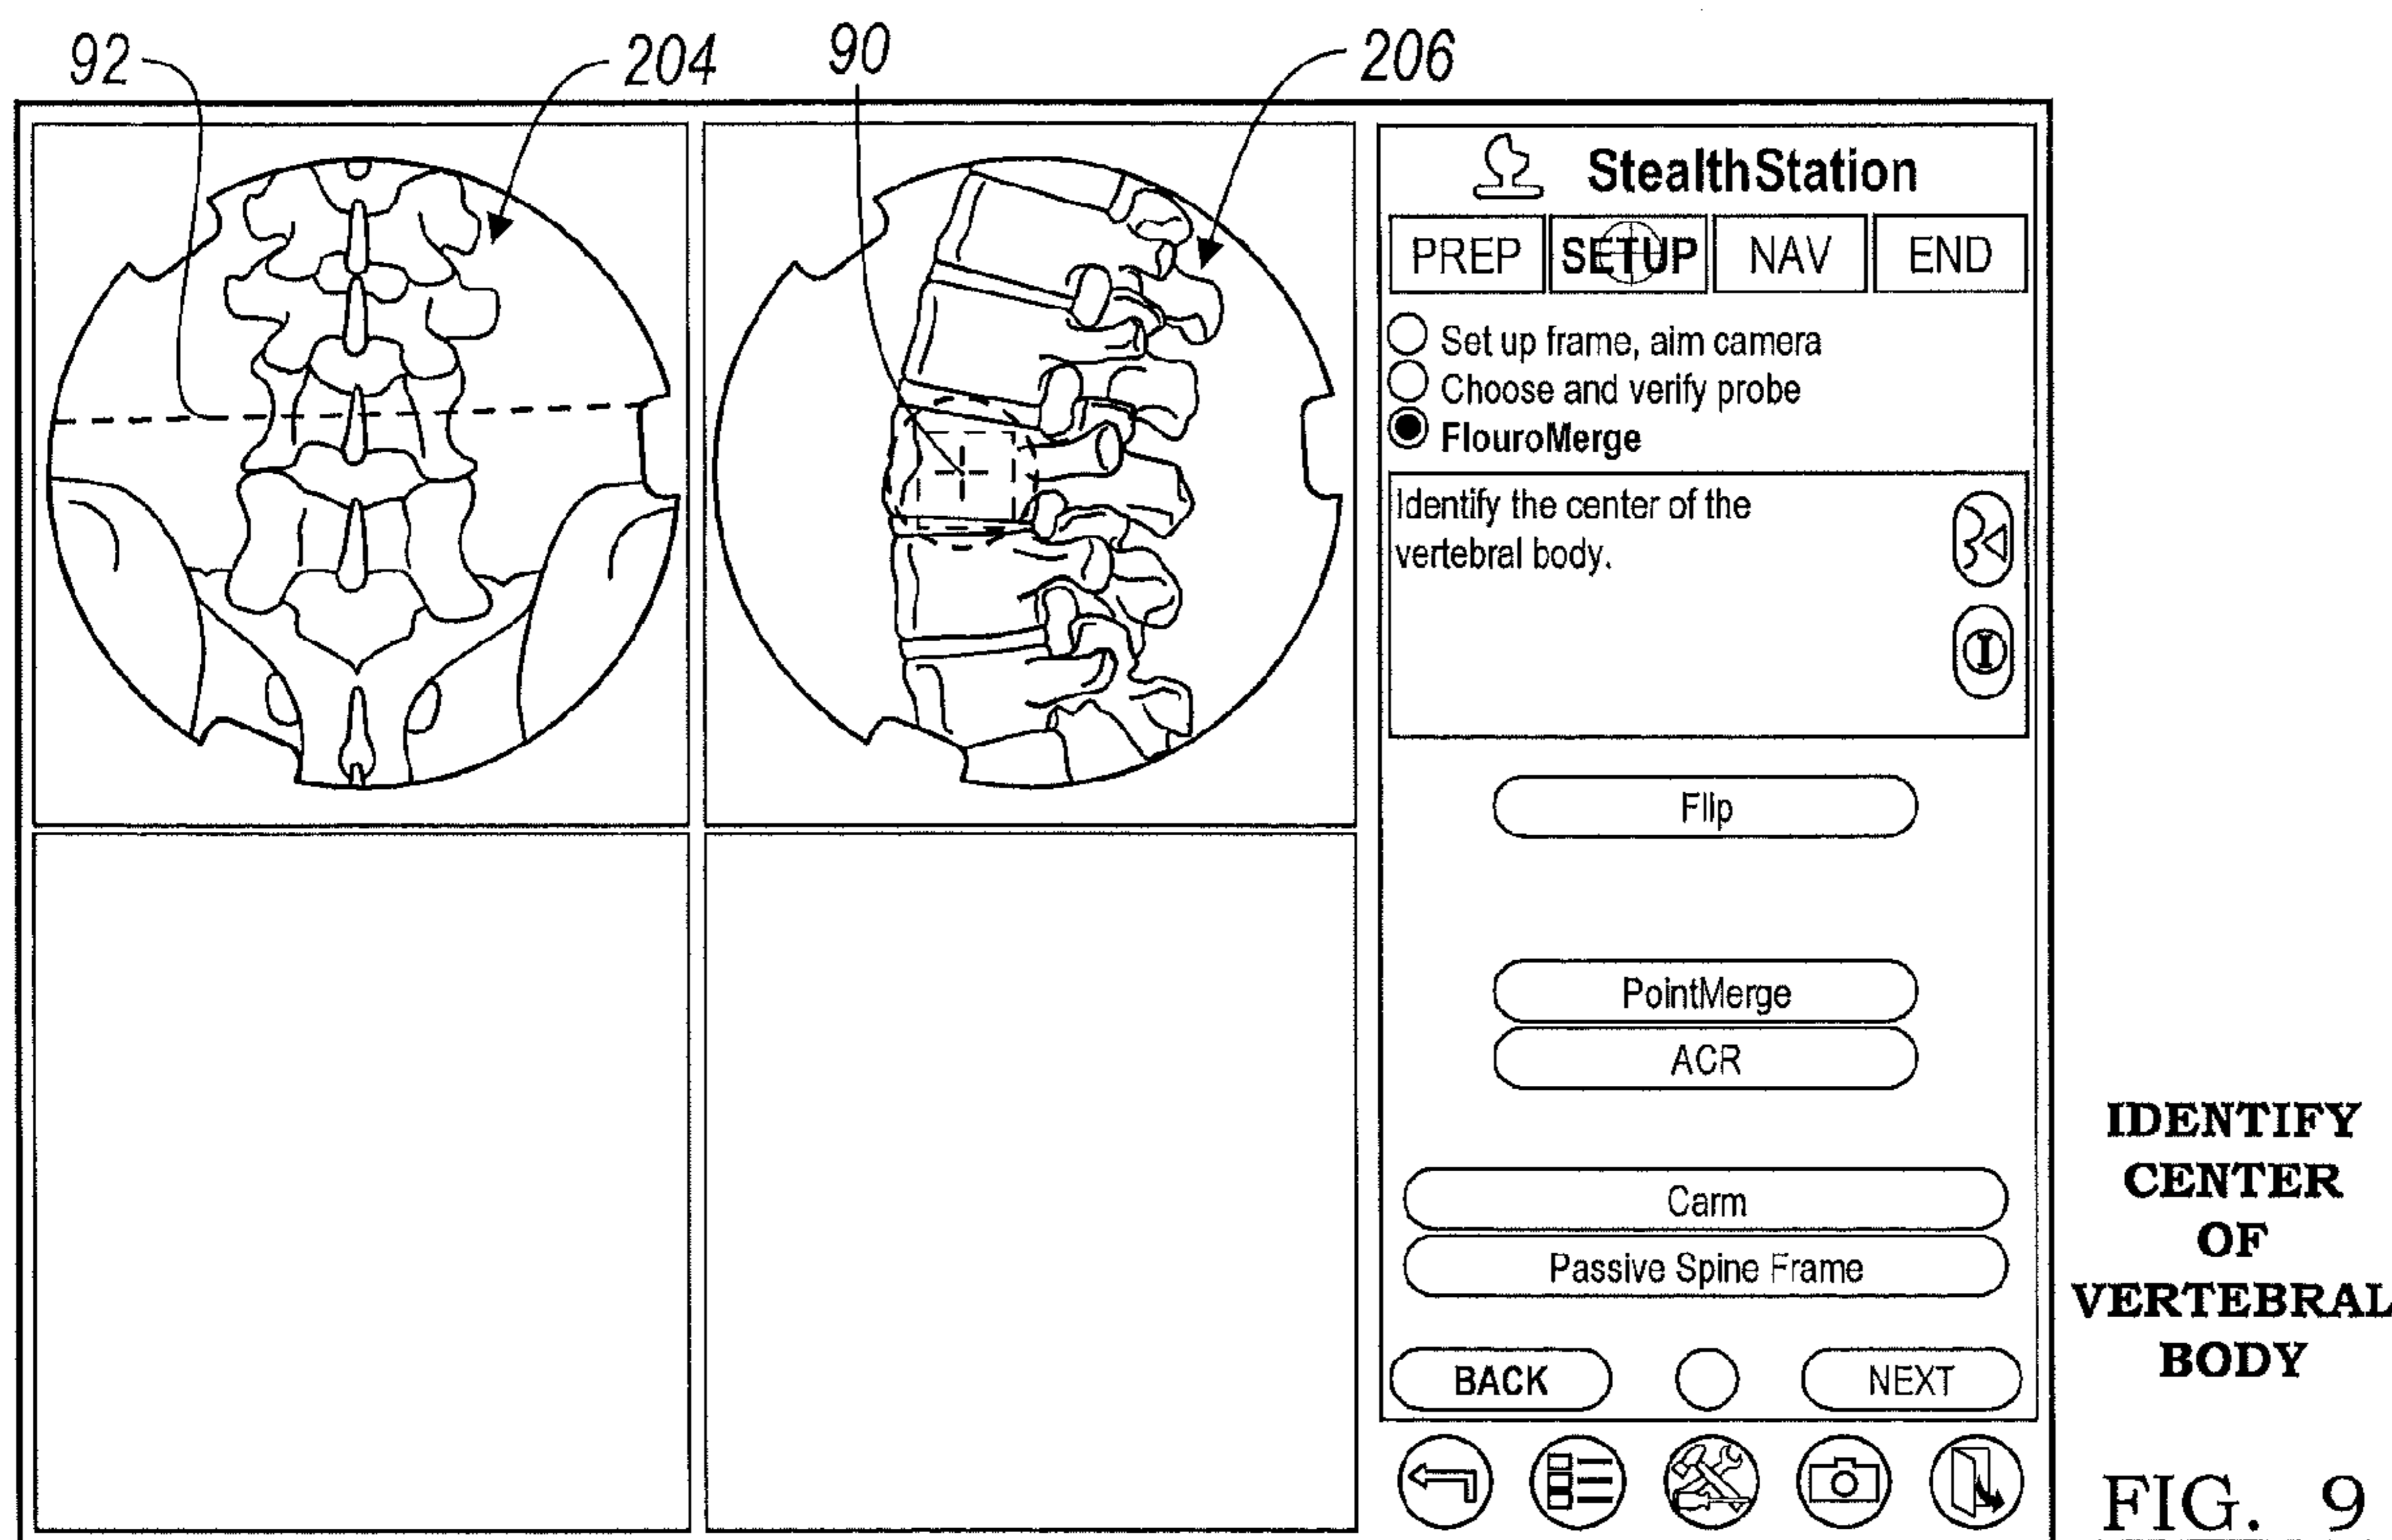 92
204
90
206
StealthStation
PREP SETUP NAV END
Set up frame, aim camera
Choose and verify probe
FlouroMerge
Identify the center of the
vertebral body.
I
Flip
PointMerge
ACR
Carm
Passive Spine Frame
BACK NEXT
IDENTIFY
CENTER
OF
VERTEBRAL
BODY
FIG. 9